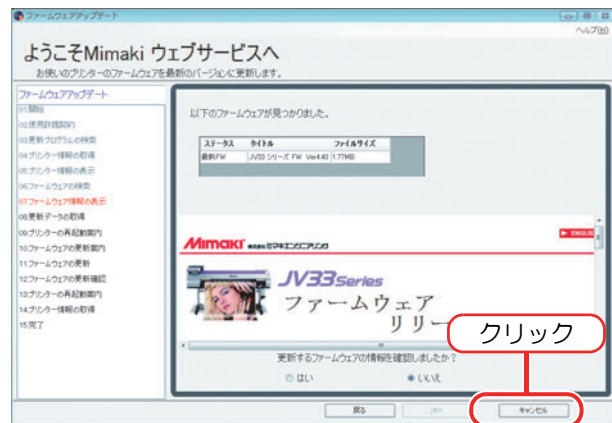 ファームウェアアップデート
ヘルプ(H)
ようこそMimaki ウェブサービスへ
お使いのプリンターのファームウェアを最新のバージョンに更新します。
ファームウェアアップデート
01.開始
02.使用許諾契約
03.更新プログラムの検索
04.プリンター情報の取得
05.プリンター情報の表示
06.ファームウェアの検索
07.ファームウェア情報の表示
08.更新データの取得
09.プリンターの再起動案内
10.ファームウェアの更新案内
11.ファームウェアの更新
12.ファームウェアの更新確認
13.プリンターの再起動案内
14.プリンター情報の取得
15.完了
以下のファームウェアが見つかりました。
ステータス タイトル ファイルサイズ
最新FW JV33 シリーズ FW Ver4.40 1.77MB
Mimaki 株式会社ミマキエンジニアリング
ENGLIS
JV33 Series
ファームウェア
リリー
クリック
更新するファームウェアの情報を確認しましたか？
はい いいえ
戻る 次へ キャンセル